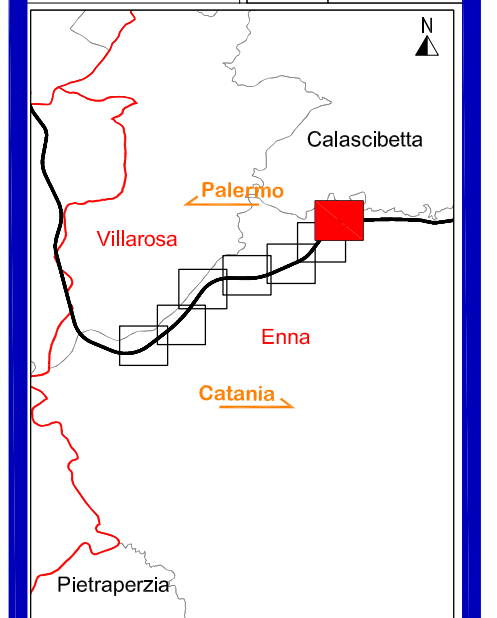 N
Calascibetta
Palermo
Villarosa
Enna
Catania
Pietraperzia